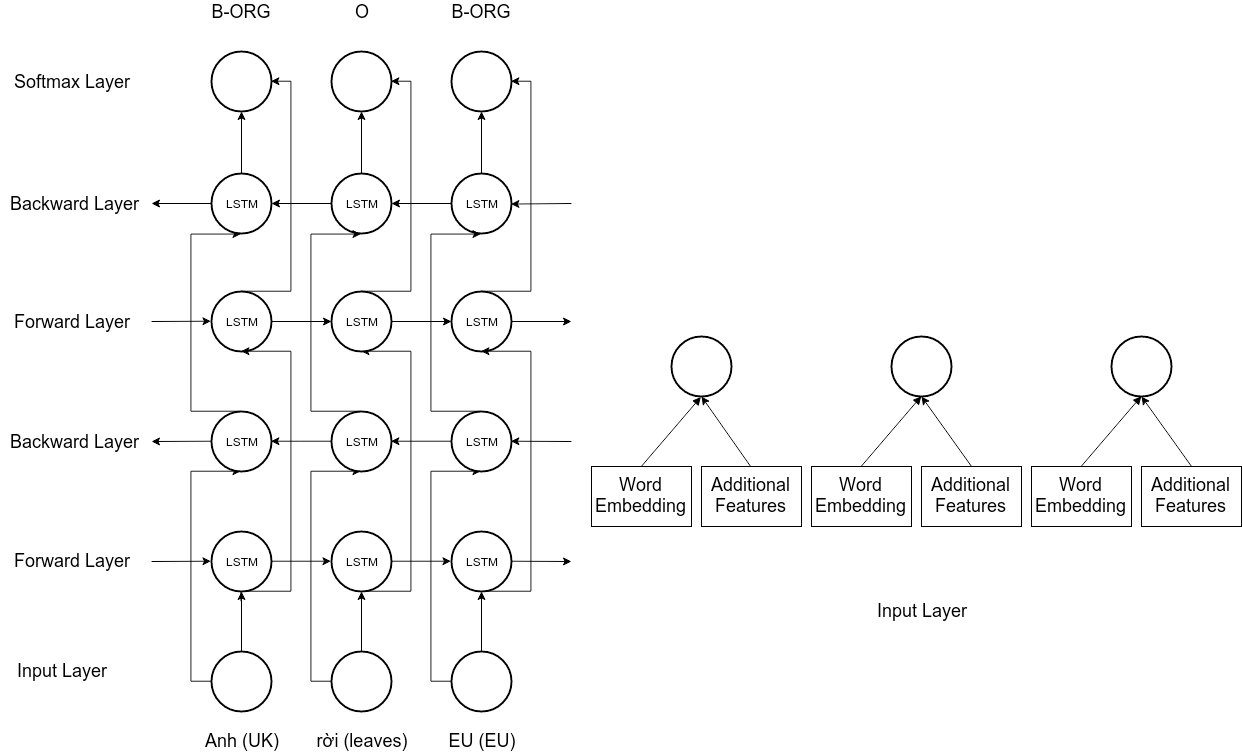 B-ORG O B-ORG
Softmax Layer
Backward Layer LSTM LSTM LSTM
Forward Layer LSTM LSTM LSTM
Backward Layer LSTM LSTM LSTM
Forward Layer LSTM LSTM LSTM
Input Layer
Anh (UK) rời (leaves) EU (EU)
Word Embedding
Additional Features
Word Embedding
Additional Features
Word Embedding
Additional Features
Input Layer